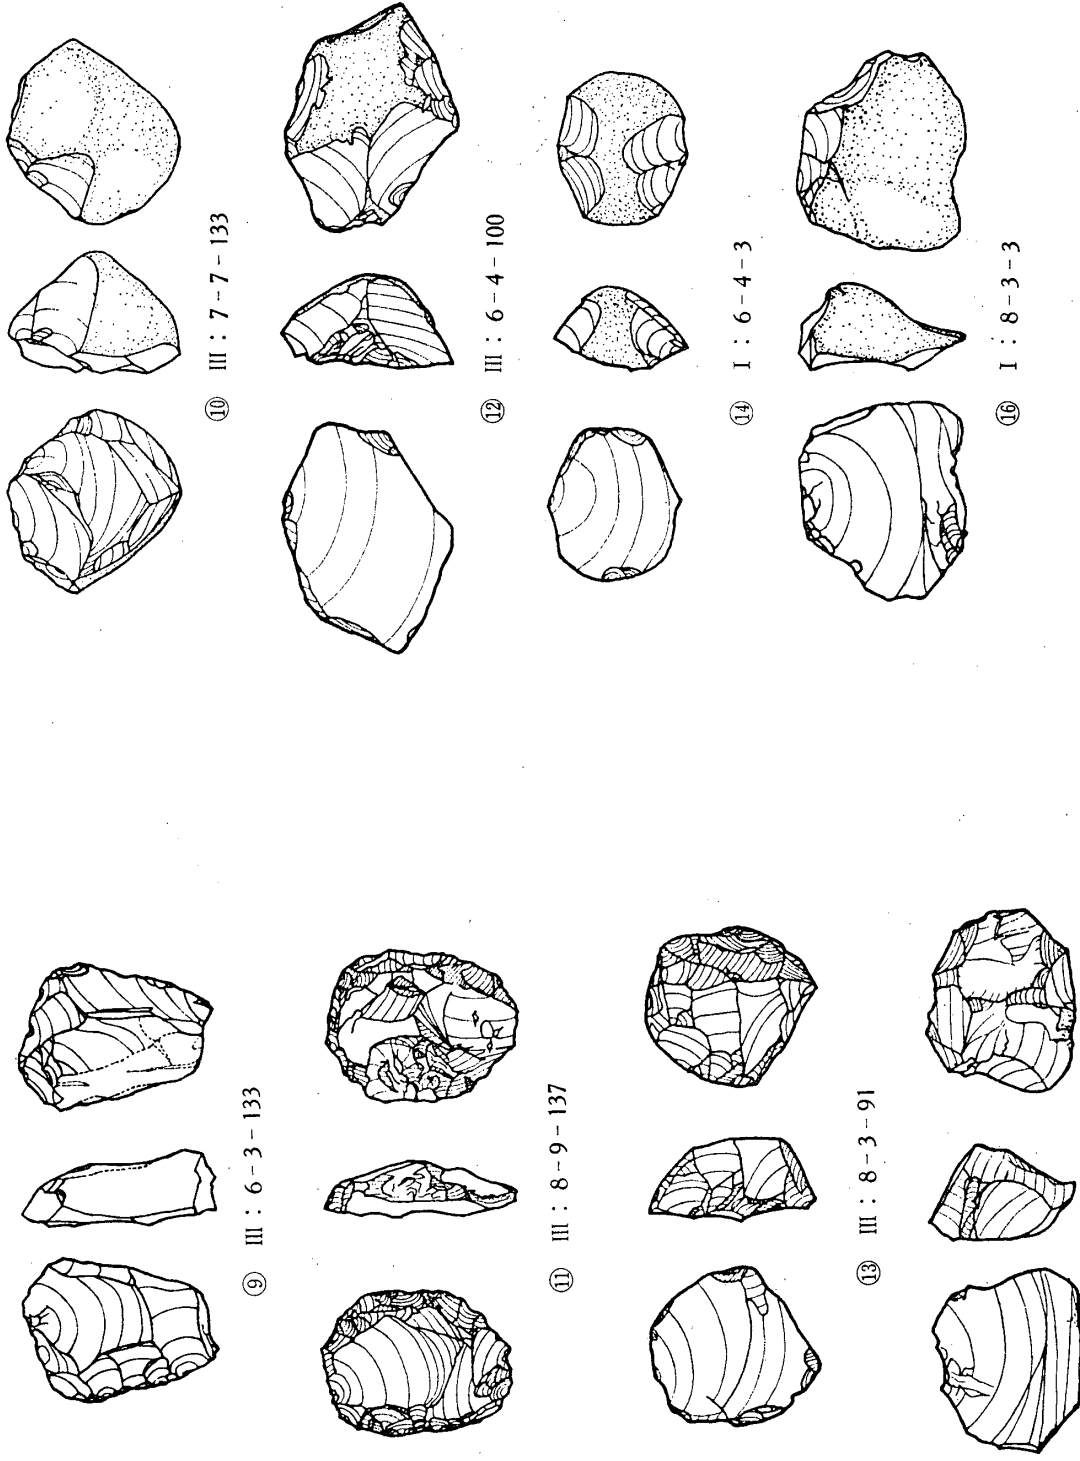 ⑨ III : 6-3-133
⑩ III : 7-7-133
⑪ III : 8-9-137
⑫ III : 6-4-100
⑬ III : 8-3-91
⑭ I : 6-4-3
⑯ I : 8-3-3